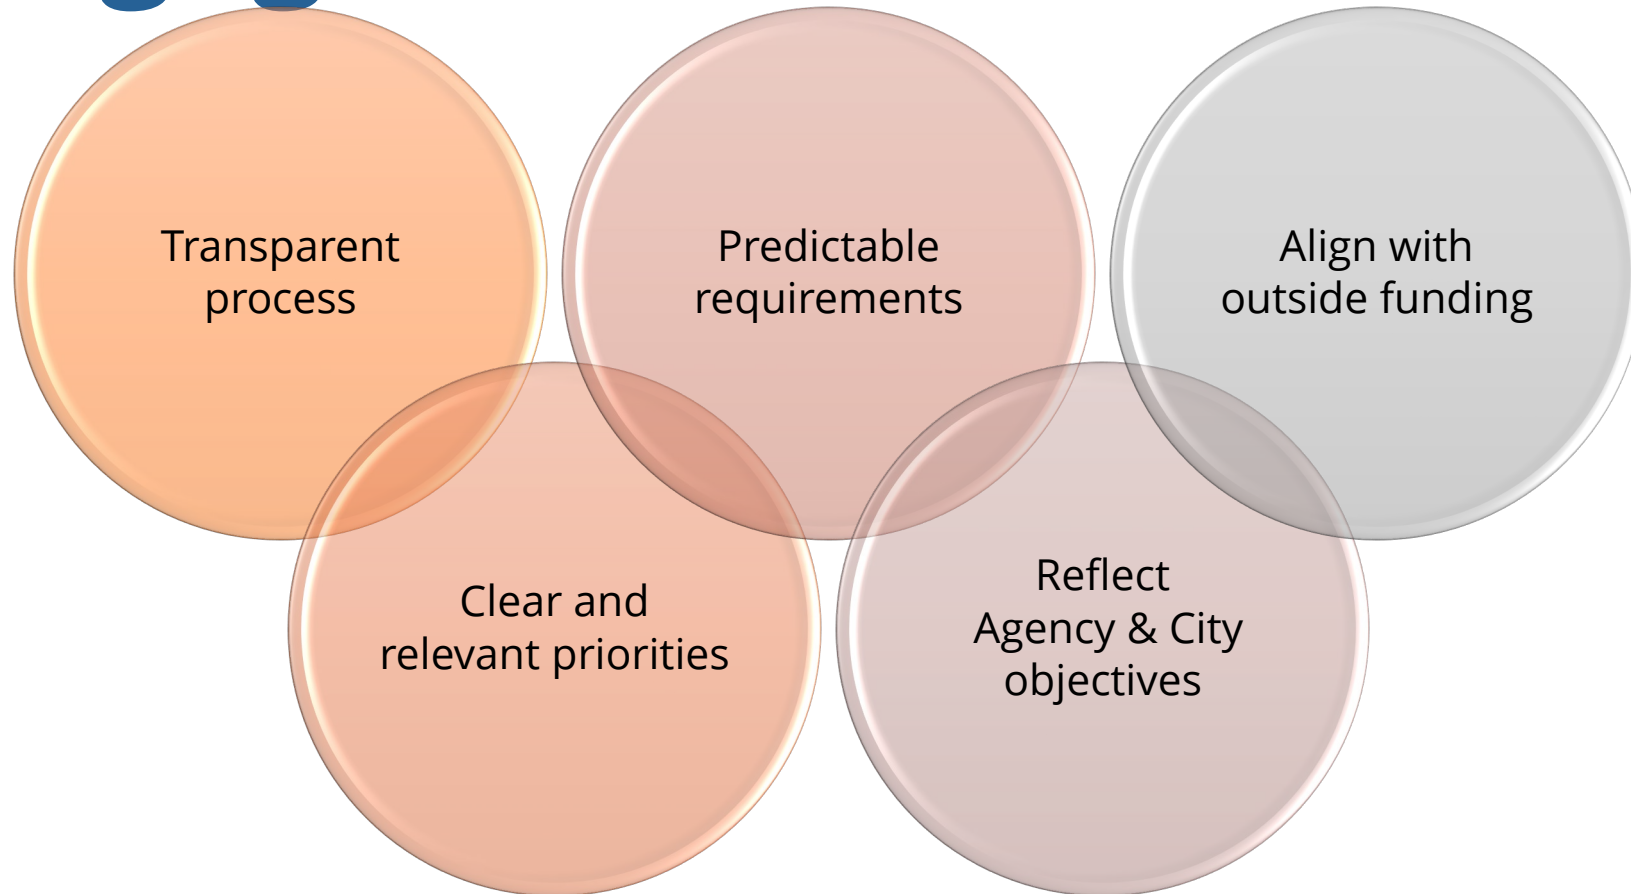 Transparent
process
Predictable
requirements
Align with
outside funding
Clear and
relevant priorities
Reflect
Agency & City
objectives